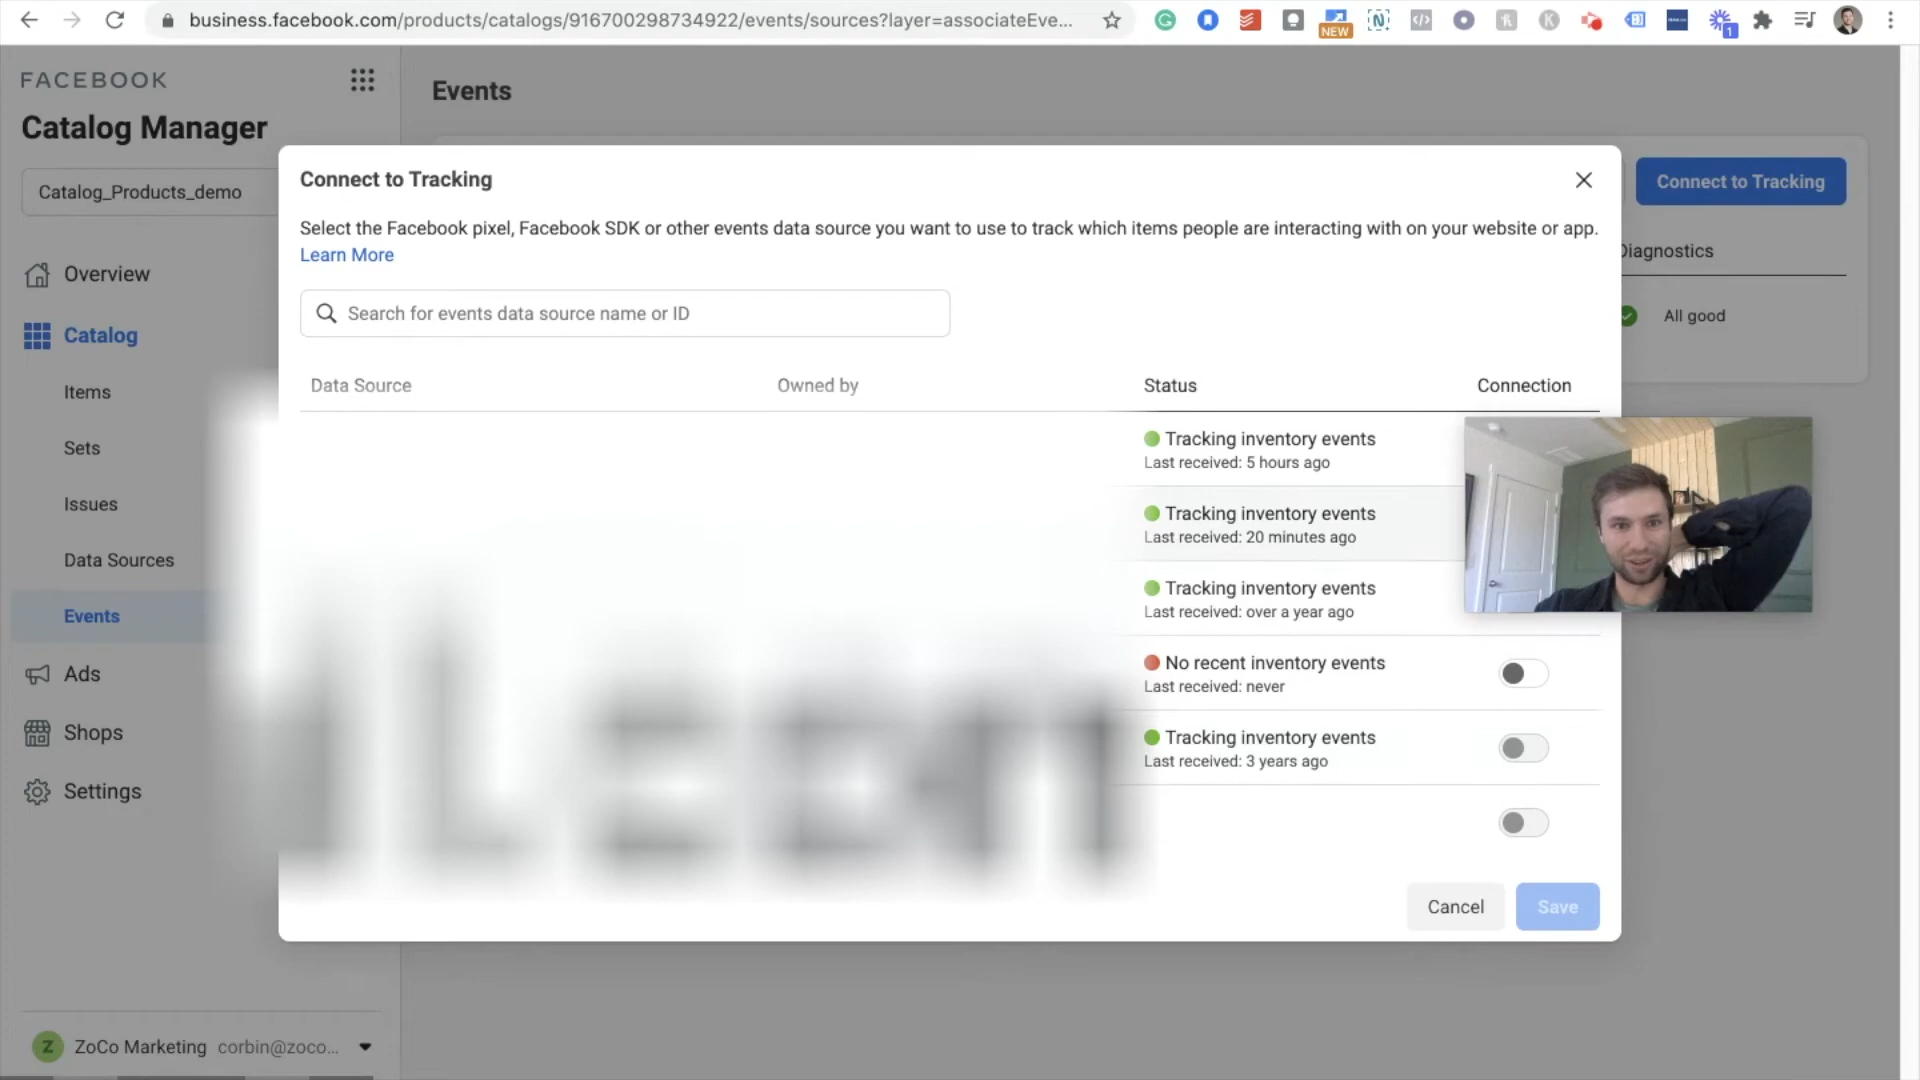 business.facebook.com/products/catalogs/916700298734922/events/sources?layer=associateEve...
NEW
1
FACEBOOK
Catalog Manager
Catalog_Products_demo
Overview
Catalog
Items
Sets
Issues
Data Sources
Events
Ads
Shops
Settings
Z ZoCo Marketing corbin@zoco...
Events
Connect to Tracking
Diagnostics
All good
Connect to Tracking
Select the Facebook pixel, Facebook SDK or other events data source you want to use to track which items people are interacting with on your website or app.
Learn More
Search for events data source name or ID
Data Source Owned by Status Connection
Tracking inventory events
Last received: 5 hours ago
Tracking inventory events
Last received: 20 minutes ago
Tracking inventory events
Last received: over a year ago
No recent inventory events
Last received: never
Tracking inventory events
Last received: 3 years ago
Cancel Save